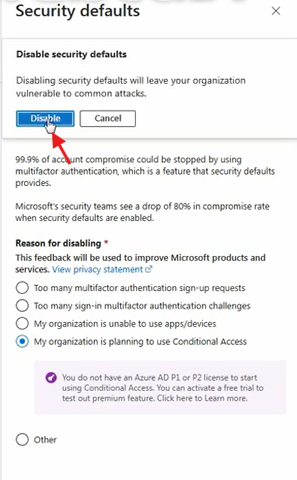 Security defaults
Disable security defaults
Disabling security defaults will leave your organization
vulnerable to common attacks.
Disable
Cancel
99.9% of account compromise could be stopped by using
multifactor authentication, which is a feature that security defaults
provides.
Microsoft's security teams see a drop of 80% in compromise rate
when security defaults are enabled.
Reason for disabling *
This feedback will be used to improve Microsoft products and
services. View privacy statement
Too many multifactor authentication sign-up requests
Too many sign-in multifactor authentication challenges
My organization is unable to use apps/devices
My organization is planning to use Conditional Access
You do not have an Azure AD P1 or P2 license to start
using Conditional Access. You can activate a free trial to
test out premium feature. Click here to Learn more.
Other